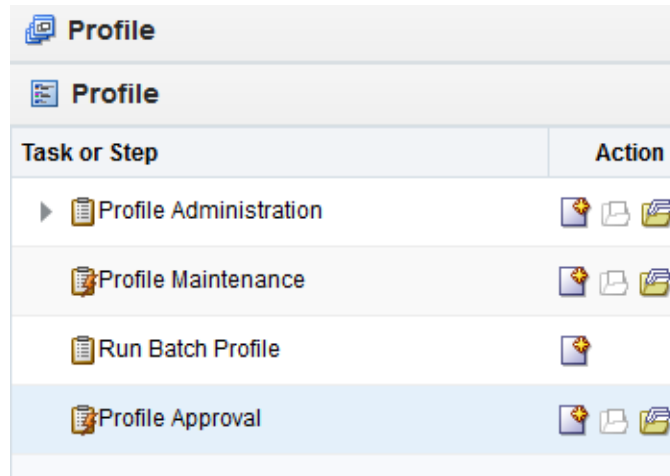 Profile
Profile
Task or Step Action
Profile Administration
Profile Maintenance
Run Batch Profile
Profile Approval